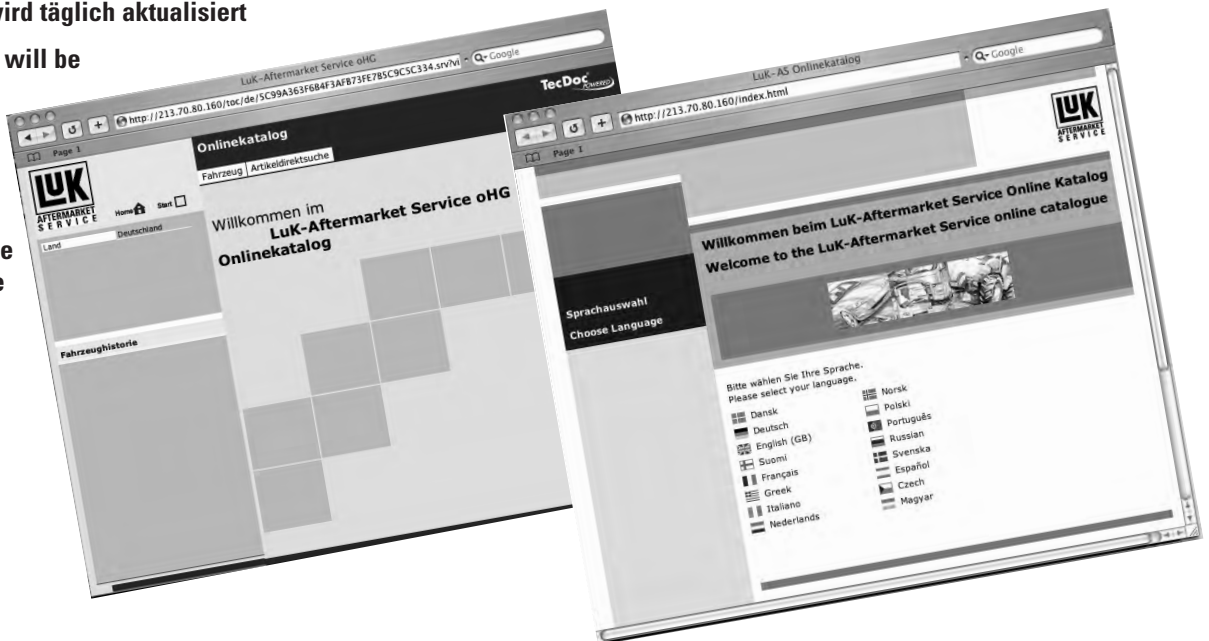 wird täglich aktualisiert
will be
LuK-Aftermarket Service oHG
http://213.70.80.160/toc/de/5C99A363F6B4F3AFB73FE7B5C9C5C334.srv?vi
Google
Page 1
LUK
AFTERMARKET
SERVICE
Home
Start
Land
Deutschland
Fahrzeughistorie
Onlinekatalog
TecDoc
POWERED
Fahrzeug
Artikeldirektsuche
Willkommen im
LuK-Aftermarket Service oHG
Onlinekatalog
LuK-AS Onlinekatalog
http://213.70.80.160/index.html
Google
Page 1
LUK
AFTERMARKET
SERVICE
Willkommen beim LuK-Aftermarket Service Online Katalog
Welcome to the LuK-Aftermarket Service online catalogue
Sprachauswahl
Choose Language
Bitte wählen Sie Ihre Sprache.
Please select your language.
Dansk
Deutsch
English (GB)
Suomi
Français
Greek
Italiano
Nederlands
Norsk
Polski
Português
Russian
Svenska
Español
Czech
Magyar